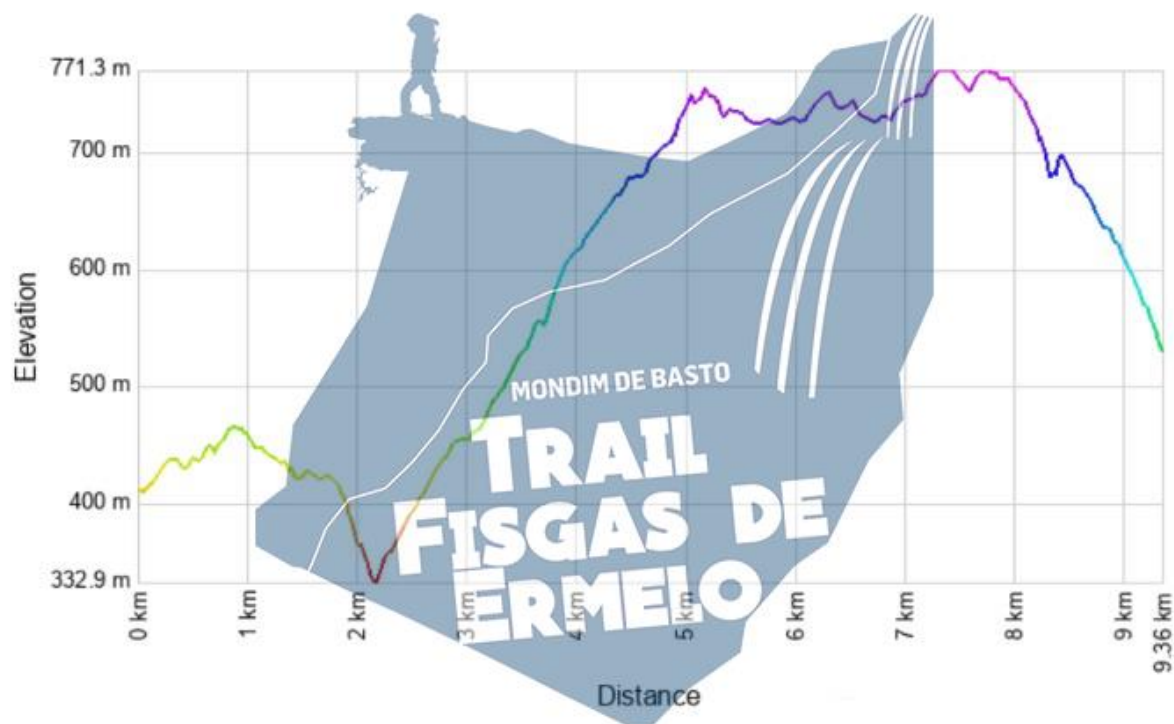 771.3 m
700 m
600 m
500 m
400 m
332.9 m
Elevation
MONDIM DE BASTO
TRAIL
FISGAS DE
ERMELO
0 km
1 km
2 km
3 km
4 km
5 km
6 km
7 km
8 km
9 km
9.36 km
Distance